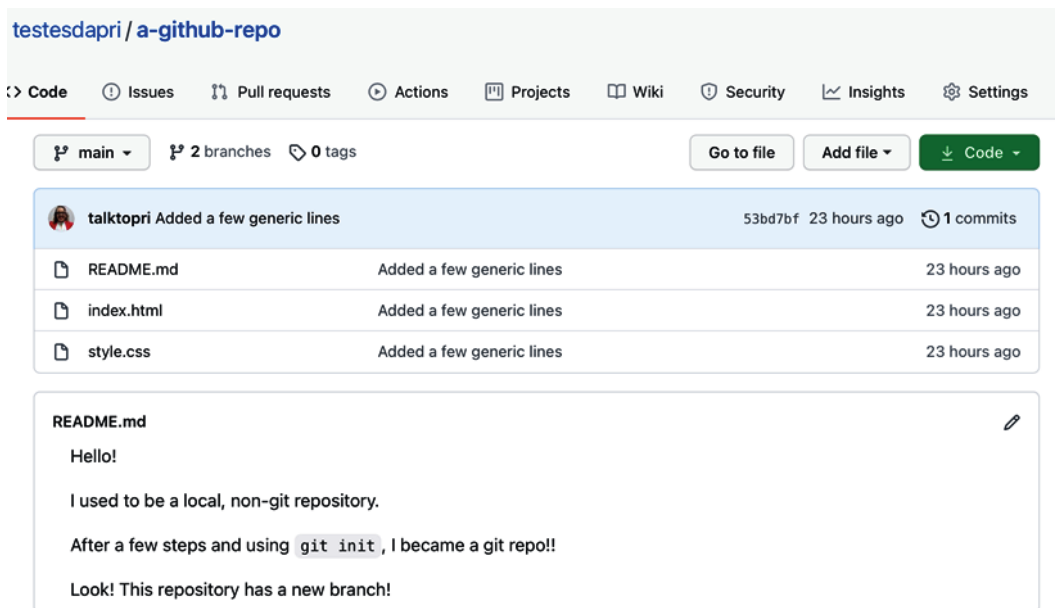 testesdapri / a-github-repo
<> Code Issues Pull requests Actions Projects Wiki Security Insights Settings
main 2 branches 0 tags Go to file Add file Code
talktopri Added a few generic lines 53bd7bf 23 hours ago 1 commits
README.md Added a few generic lines 23 hours ago
index.html Added a few generic lines 23 hours ago
style.css Added a few generic lines 23 hours ago
README.md
Hello!
I used to be a local, non-git repository.
After a few steps and using git init, I became a git repo!!
Look! This repository has a new branch!